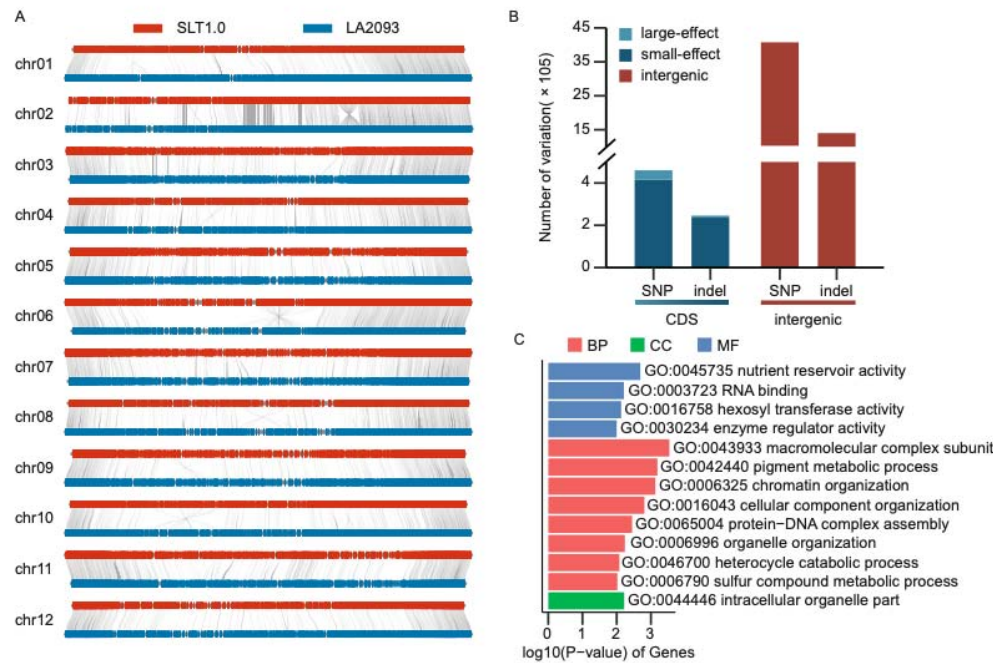 A
SLT1.0
LA2093
chr01
chr02
chr03
chr04
chr05
chr06
chr07
chr08
chr09
chr10
chr11
chr12
B
large-effect
small-effect
intergenic
Number of variation( × 105)
45
35
25
15
4
2
0
SNP
indel
SNP
indel
CDS
intergenic
C
BP
CC
MF
GO:0045735 nutrient reservoir activity
GO:0003723 RNA binding
GO:0016758 hexosyl transferase activity
GO:0030234 enzyme regulator activity
GO:0043933 macromolecular complex subunit
GO:0042440 pigment metabolic process
GO:0006325 chromatin organization
GO:0016043 cellular component organization
GO:0065004 protein−DNA complex assembly
GO:0006996 organelle organization
GO:0046700 heterocycle catabolic process
GO:0006790 sulfur compound metabolic process
GO:0044446 intracellular organelle part
0 1 2 3
log10(P-value) of Genes